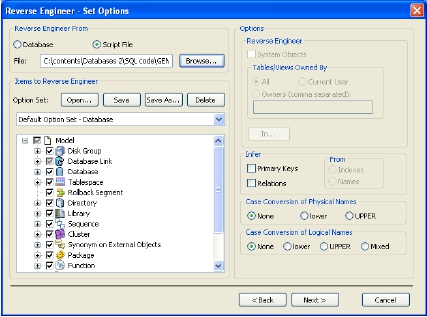 Reverse Engineer - Set Options
Reverse Engineer From
Database
Script File
File:
C:\contents\Databases 2\SQL code\GEN
Browse...
Items to Reverse Engineer
Option Set:
Open...
Save
Save As...
Delete
Default Option Set - Database
Model
Disk Group
Database Link
Database
Tablespace
Rollback Segment
Directory
Library
Sequence
Cluster
Synonym on External Objects
Package
Function
Options
Reverse Engineer
System Objects
Tables/Views Owned By
All
Current User
Owners (comma separated):
In...
Infer
Primary Keys
Relations
From
Indexes
Names
Case Conversion of Physical Names
None
lower
UPPER
Case Conversion of Logical Names
None
lower
UPPER
Mixed
< Back
Next >
Cancel